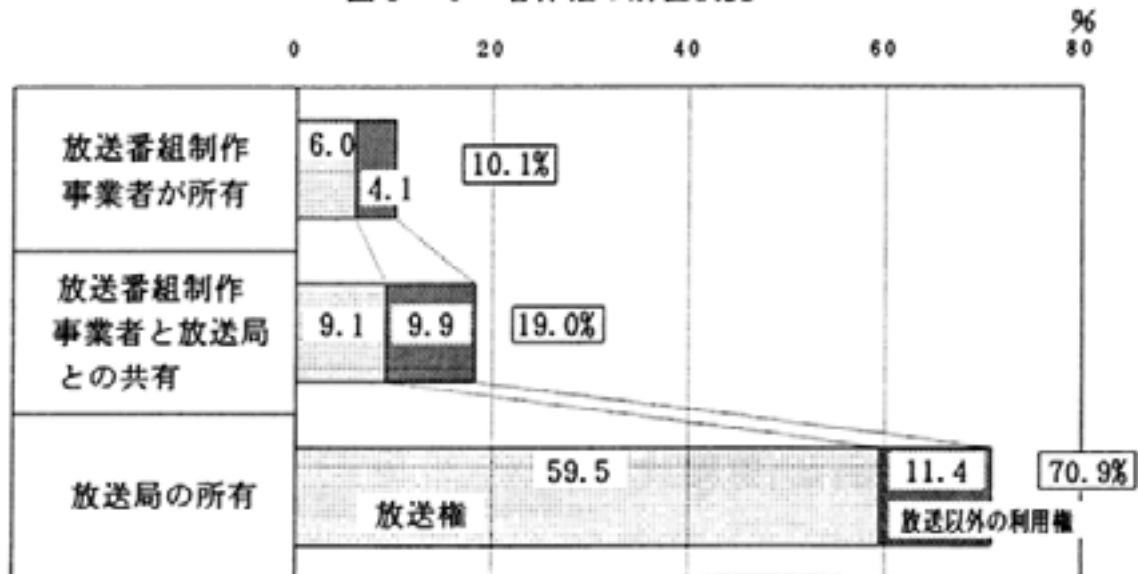 %
0 20 40 60 80
放送番組制作
事業者が所有
6.0
4.1
10.1%
放送番組制作
事業者と放送局
との共有
9.1
9.9
19.0%
放送局の所有
59.5
放送権
11.4
放送以外の利用権
70.9%